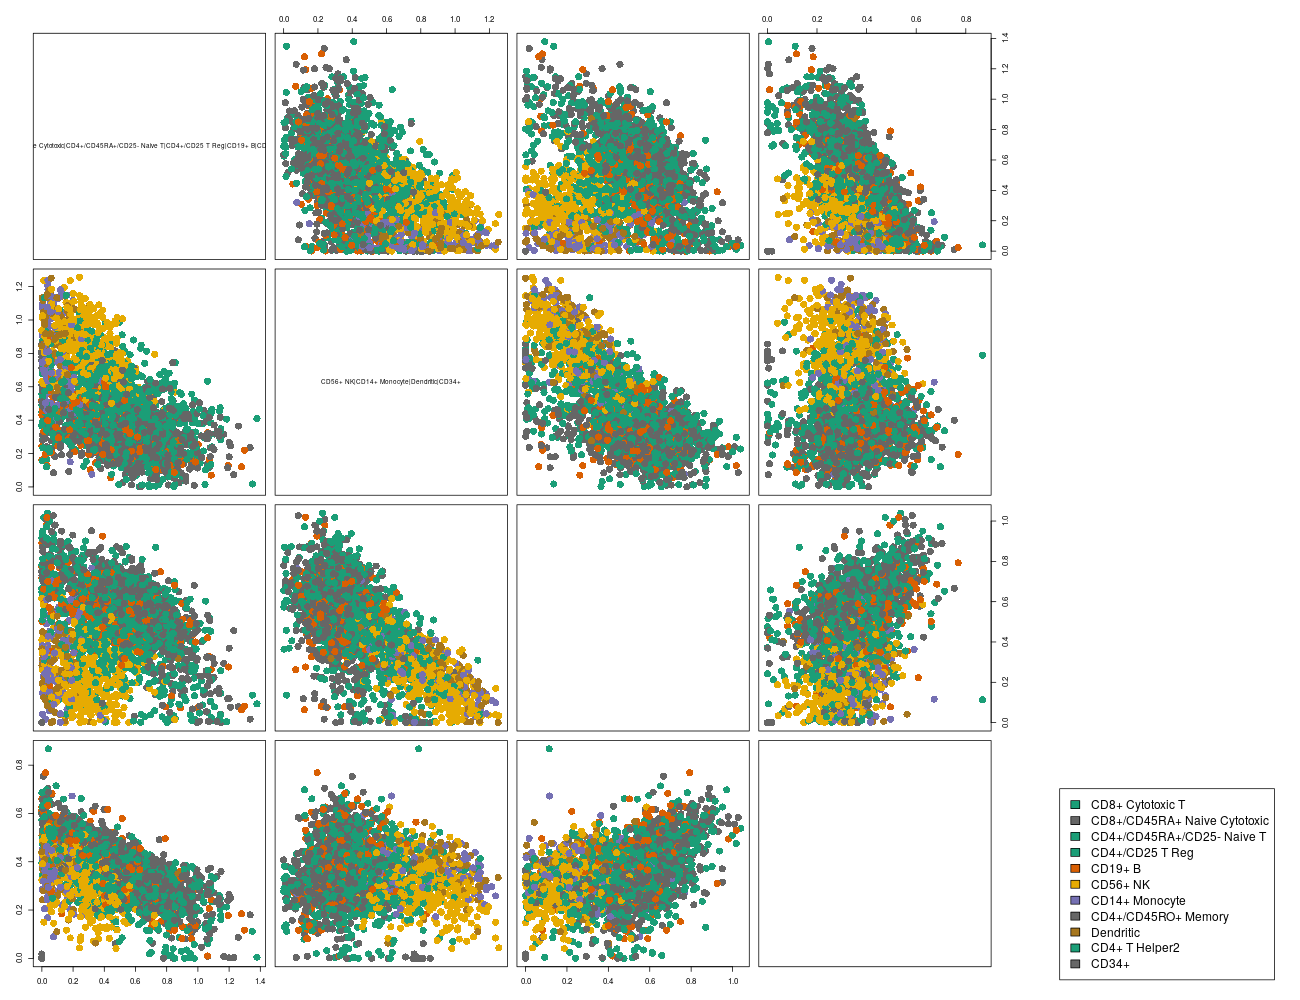 0.0 0.2 0.4 0.6 0.8 1.0 1.2
0.0 0.2 0.4 0.6 0.8
e Cytotoxic|CD4+/CD45RA+/CD25- Naive T|CD4+/CD25 T Reg|CD19+ B|CD
0.0 0.2 0.4 0.6 0.8 1.0 1.2 1.4
0.0 0.2 0.4 0.6 0.8 1.0 1.2
CD56+ NK|CD14+ Monocyte|Dendritic|CD34+
0.0 0.2 0.4 0.6 0.8 1.0
0.0 0.2 0.4 0.6 0.8
0.0 0.2 0.4 0.6 0.8 1.0 1.2 1.4
0.0 0.2 0.4 0.6 0.8 1.0
CD8+ Cytotoxic T
CD8+/CD45RA+ Naive Cytotoxic
CD4+/CD45RA+/CD25- Naive T
CD4+/CD25 T Reg
CD19+ B
CD56+ NK
CD14+ Monocyte
CD4+/CD45RO+ Memory
Dendritic
CD4+ T Helper2
CD34+